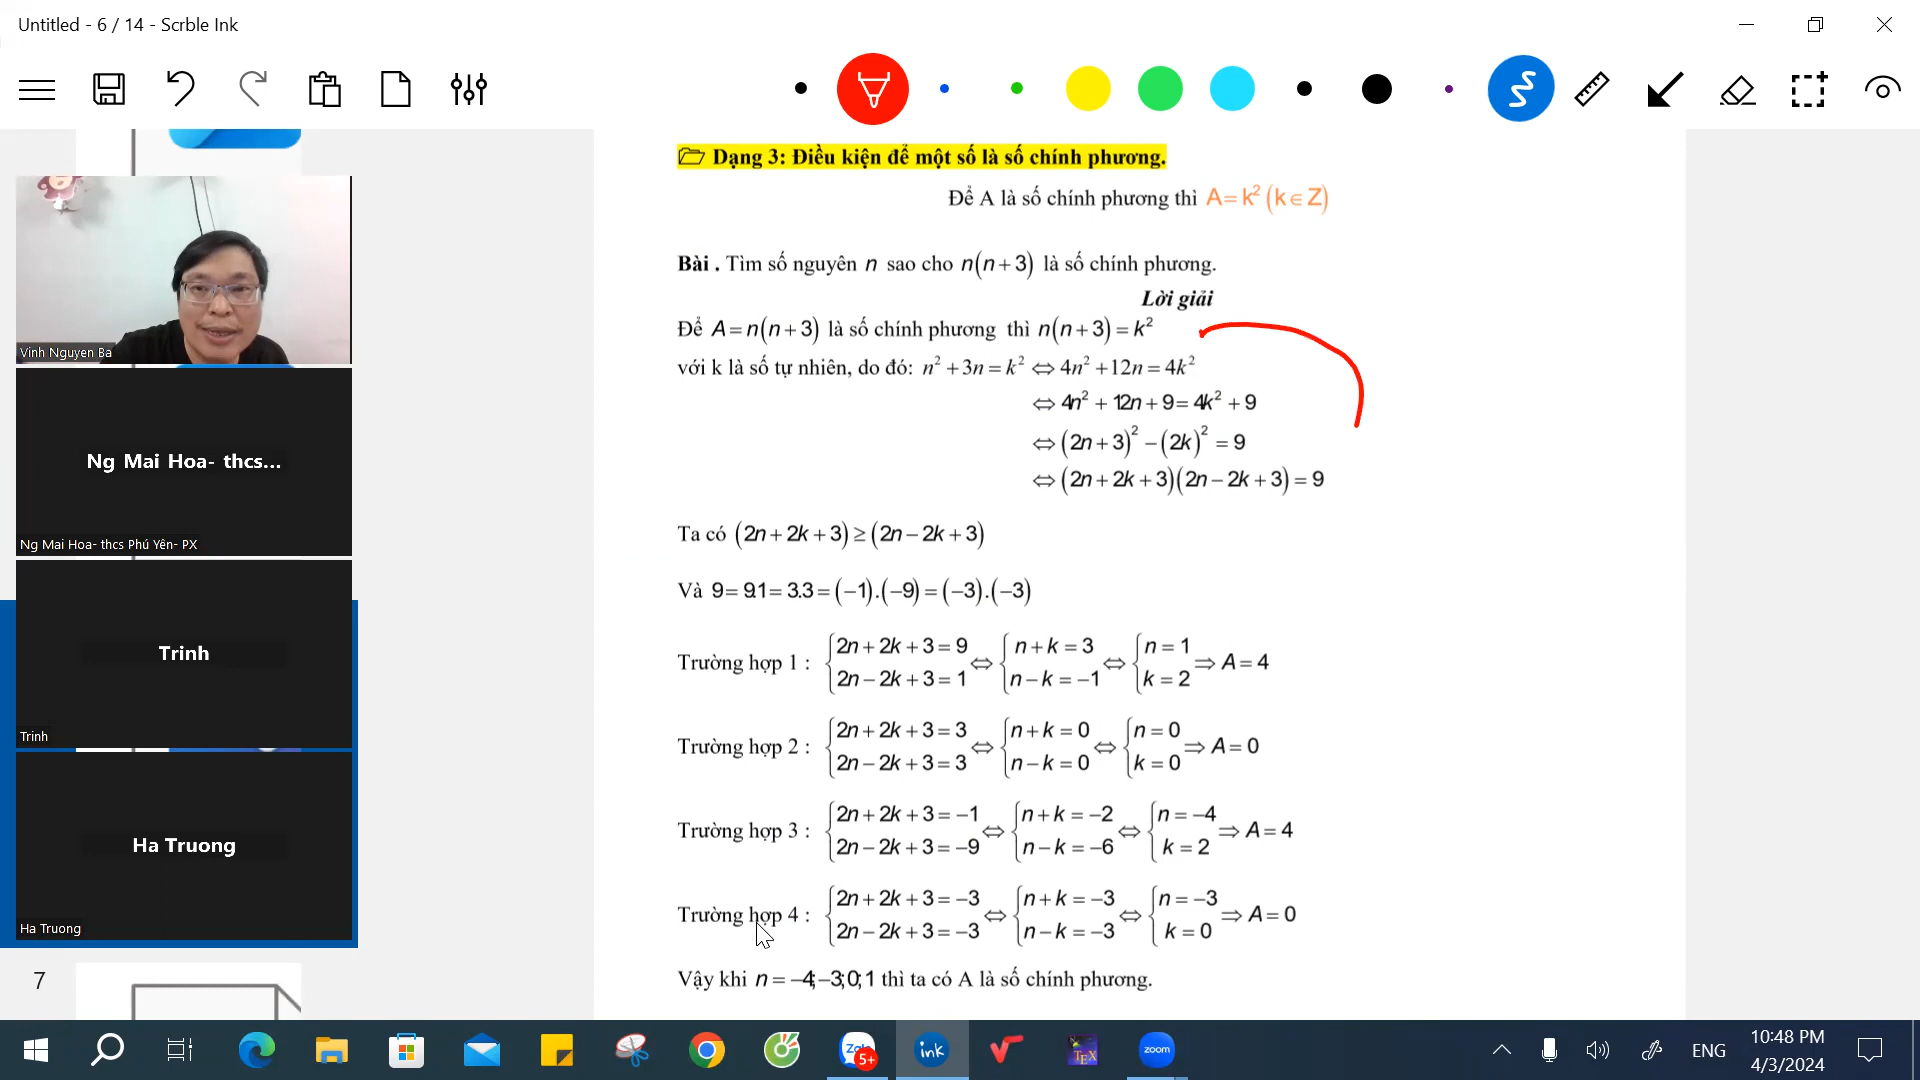 Untitled - 6 / 14 - Scrble Ink
Dạng 3: Điều kiện để một số là số chính phương.
Để A là số chính phương thì A = k² (k ∈ Z)
Bài . Tìm số nguyên n sao cho n(n + 3) là số chính phương.
Lời giải
Để A = n(n + 3) là số chính phương thì n(n + 3) = k²
với k là số tự nhiên, do đó: n² + 3n = k² ⇔ 4n² + 12n = 4k²
⇔ 4n² + 12n + 9 = 4k² + 9
⇔ (2n + 3)² − (2k)² = 9
⇔ (2n + 2k + 3)(2n − 2k + 3) = 9
Ta có (2n + 2k + 3) ≥ (2n − 2k + 3)
Và 9 = 9.1 = 3.3 = (−1).(−9) = (−3).(−3)
Trường hợp 1 : { 2n + 2k + 3 = 9 ; 2n − 2k + 3 = 1 ⇔ { n + k = 3 ; n − k = −1 ⇔ { n = 1 ; k = 2 ⇒ A = 4
Trường hợp 2 : { 2n + 2k + 3 = 3 ; 2n − 2k + 3 = 3 ⇔ { n + k = 0 ; n − k = 0 ⇔ { n = 0 ; k = 0 ⇒ A = 0
Trường hợp 3 : { 2n + 2k + 3 = −1 ; 2n − 2k + 3 = −9 ⇔ { n + k = −2 ; n − k = −6 ⇔ { n = −4 ; k = 2 ⇒ A = 4
Trường hợp 4 : { 2n + 2k + 3 = −3 ; 2n − 2k + 3 = −3 ⇔ { n + k = −3 ; n − k = −3 ⇔ { n = −3 ; k = 0 ⇒ A = 0
Vậy khi n = −4;−3;0;1 thì ta có A là số chính phương.
Vinh Nguyen Ba
Ng Mai Hoa- thcs...
Ng Mai Hoa- thcs Phú Yên- PX
Trinh
Trinh
Ha Truong
Ha Truong
7
Zalo
5+
ink
TEX
zoom
ENG
10:48 PM
4/3/2024